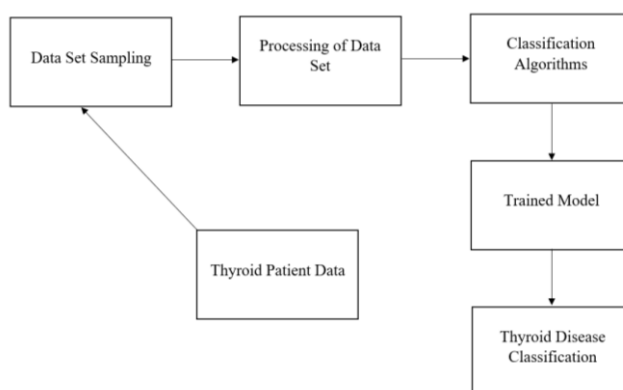 Data Set Sampling
Processing of Data
Set
Classification
Algorithms
Trained Model
Thyroid Patient Data
Thyroid Disease
Classification